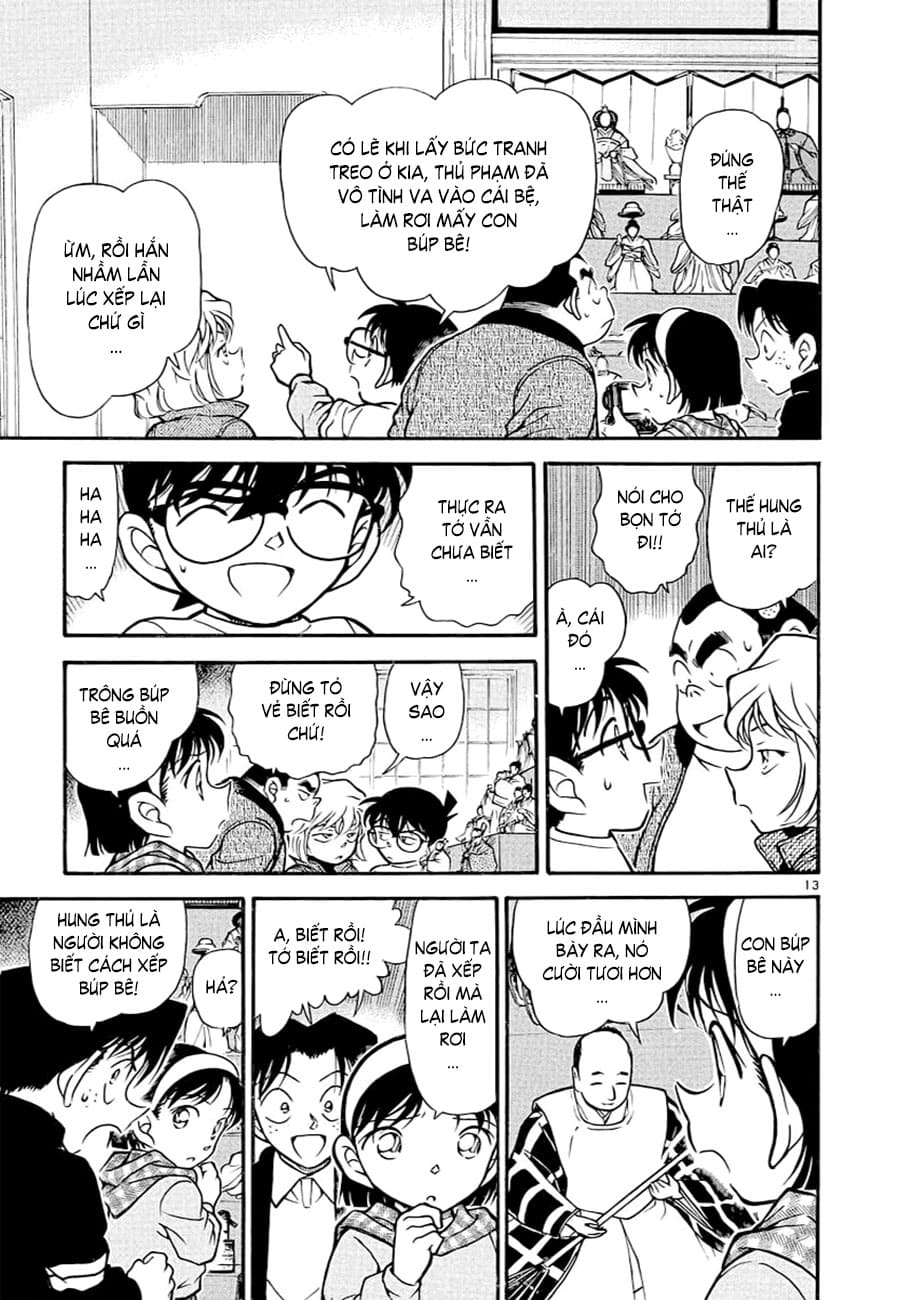 ĐÚNG
THẾ
THẬT
...
CÓ LẼ KHI LẤY BỨC TRANH
TREO Ở KIA, THỦ PHẠM ĐÃ
VÔ TÌNH VA VÀO CÁI BỆ,
LÀM RƠI MẤY CON
BÚP BÊ!
ỪM, RỒI HẮN
NHẦM LẪN
LÚC XẾP LẠI
CHỨ GÌ
...
THẾ HUNG
THỦ LÀ
AI?
NÓI CHO
BỌN TỚ
ĐI!!
À, CÁI
ĐÓ
...
THỰC RA
TỚ VẪN
CHƯA BIẾT
...
HA
HA
HA
...
VẬY
SAO
...
ĐỪNG TỎ
VẺ BIẾT RỒI
CHỨ!
TRÔNG BÚP
BÊ BUỒN
QUÁ
...
13
CON BÚP
BÊ NÀY
...
LÚC ĐẦU MÌNH
BÀY RA, NÓ
CƯỜI TƯƠI HƠN
...
NGƯỜI TA
ĐÃ XẾP
RỒI MÀ
LẠI LÀM
RƠI
...
A, BIẾT RỒI!
TỚ BIẾT RỒI!!
HẢ?
HUNG THỦ LÀ
NGƯỜI KHÔNG
BIẾT CÁCH XẾP
BÚP BÊ!